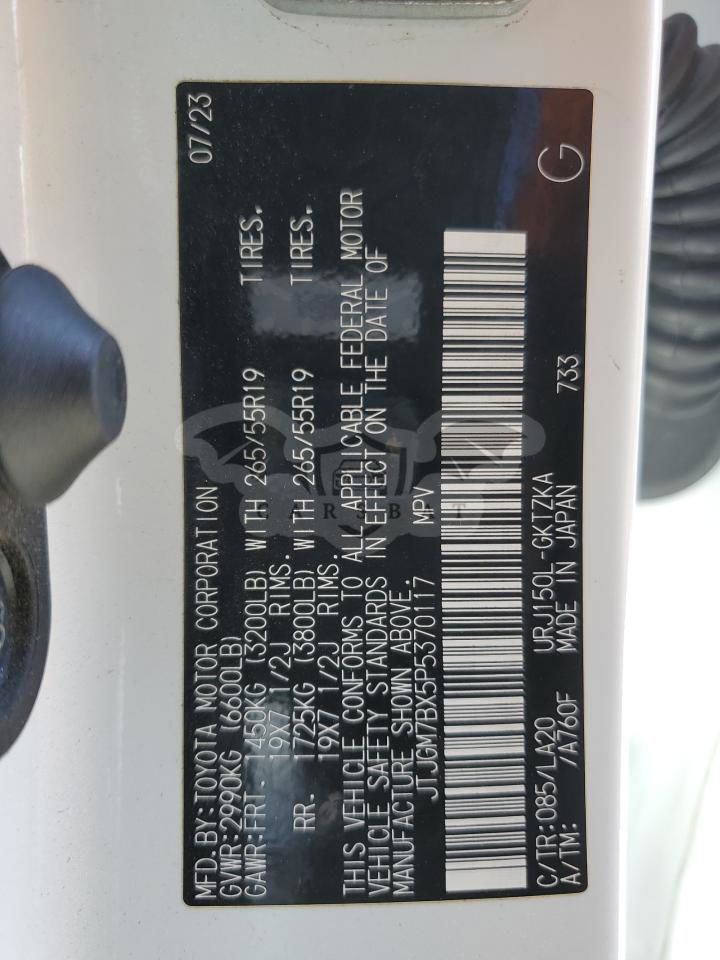 MFD.BY:TOYOTA MOTOR CORPORATION 07/23
GVWR:2990KG (6600LB)
GAWR:FRT. 1450KG (3200LB) WITH 265/55R19 TIRES.
19X7 1/2J RIMS.
RR. 1725KG (3800LB) WITH 265/55R19 TIRES.
19X7 1/2J RIMS.
THIS VEHICLE CONFORMS TO ALL APPLICABLE FEDERAL MOTOR
VEHICLE SAFETY STANDARDS IN EFFECT ON THE DATE OF
MANUFACTURE SHOWN ABOVE.
JTJGM7BX5P5370117 MPV
C/TR:085/LA20 URJ150L-GKTZKA 733 G
A/TM: /A760F MADE IN JAPAN